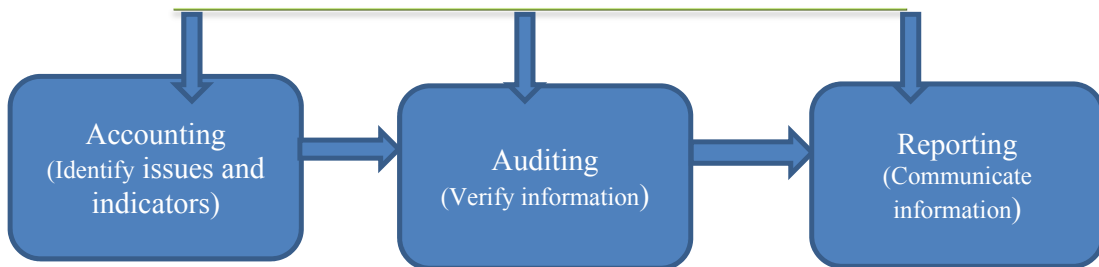 Accounting
(Identify issues and
indicators)
Auditing
(Verify information)
Reporting
(Communicate
information)